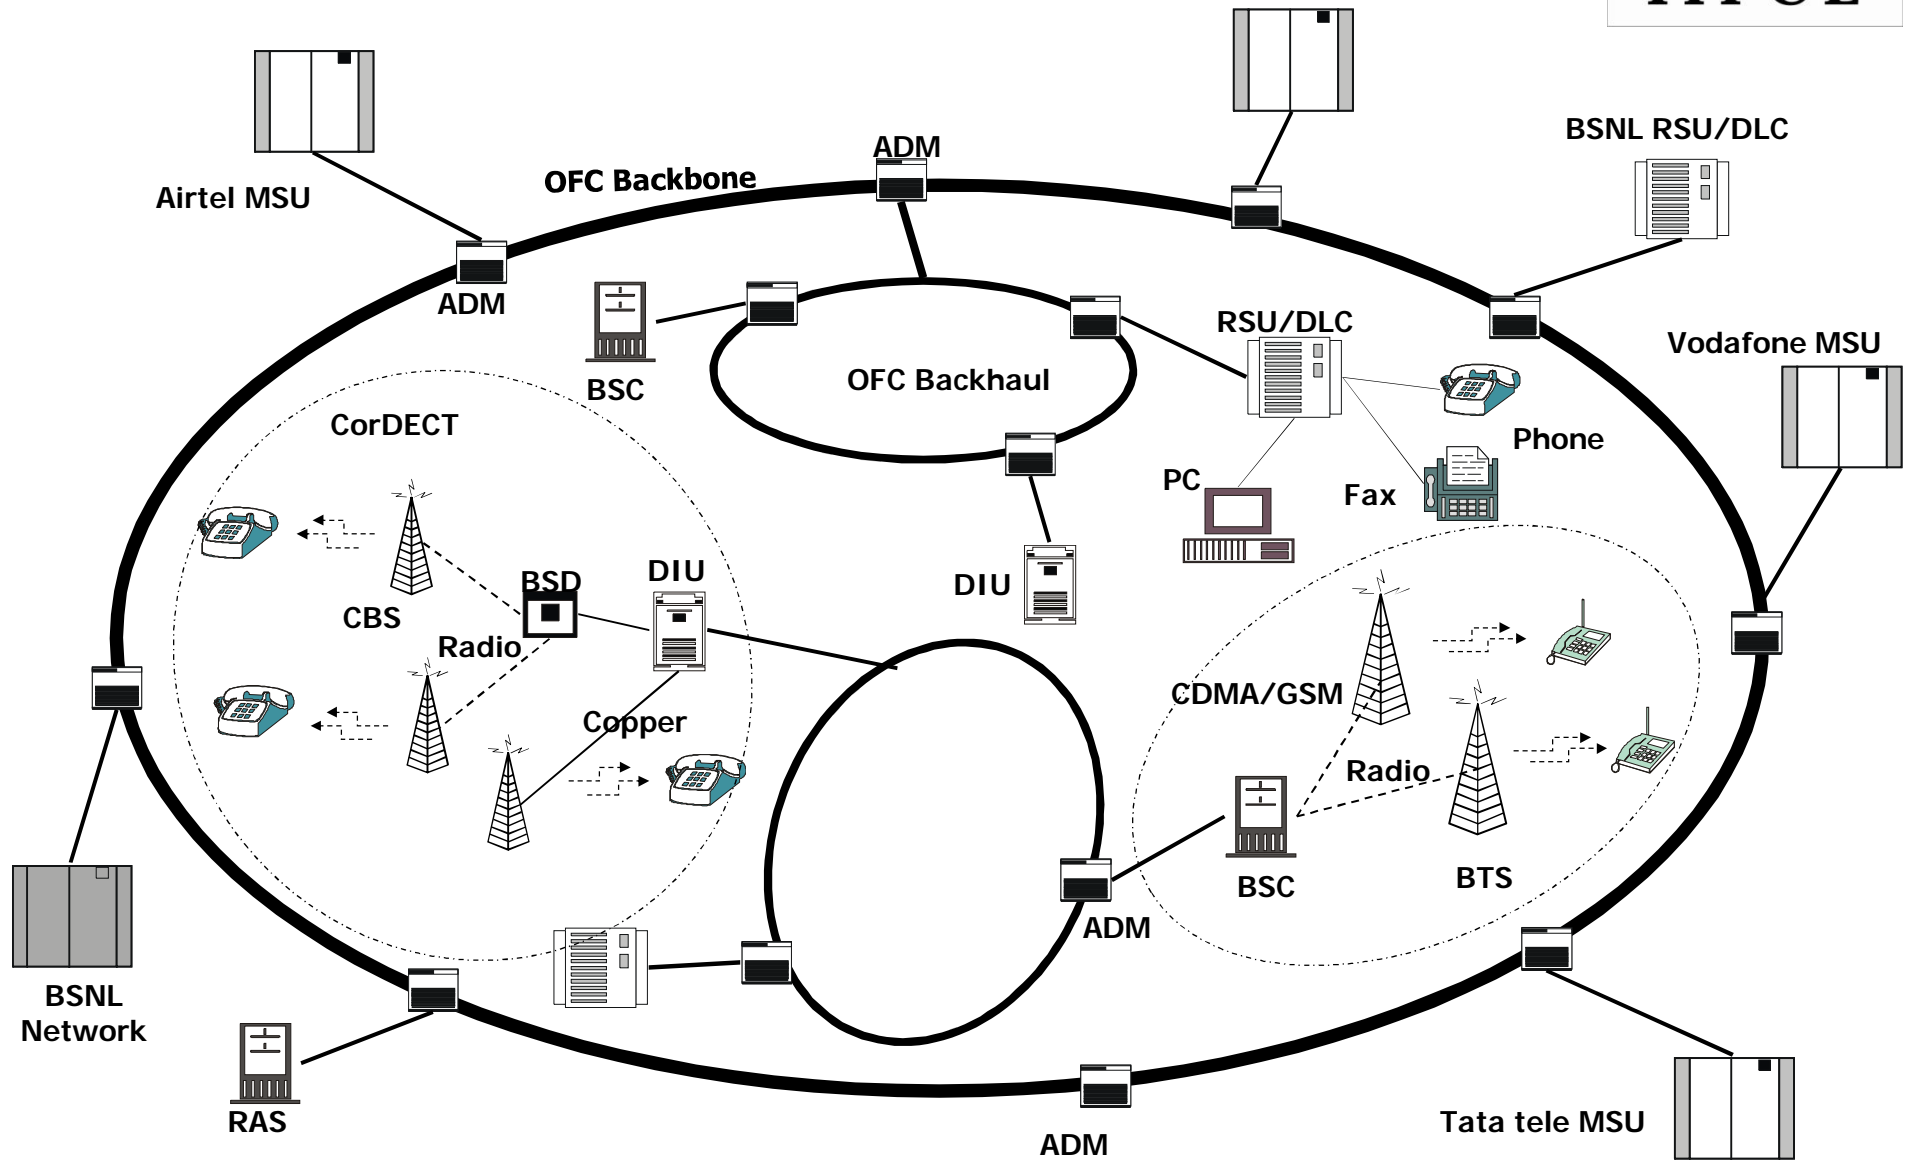 ADM
BSNL RSU/DLC
OFC Backbone
Airtel MSU
ADM
RSU/DLC
Vodafone MSU
BSC
OFC Backhaul
CorDECT
Phone
PC
Fax
BSD
DIU
DIU
CBS
Radio
CDMA/GSM
Copper
Radio
BSC
BTS
ADM
BSNL
Network
RAS
Tata tele MSU
ADM